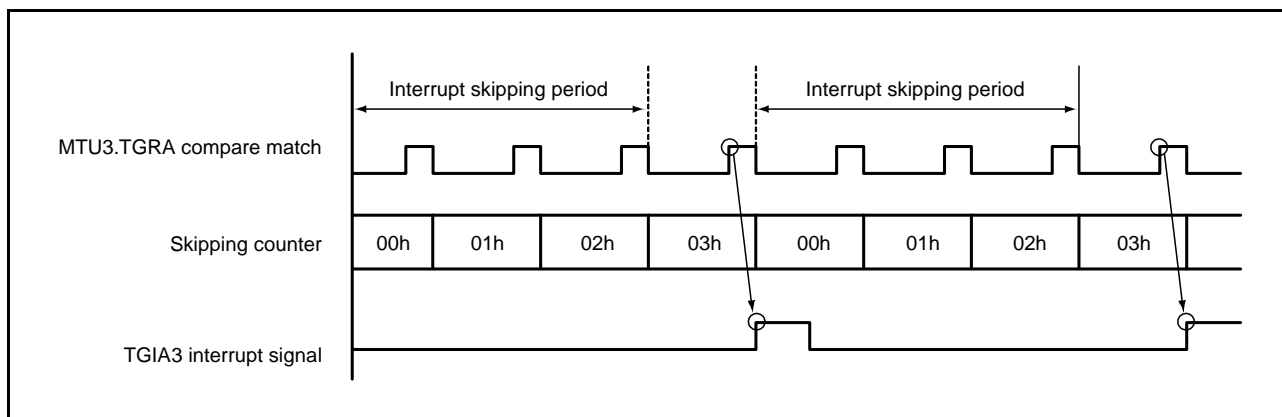 Interrupt skipping period Interrupt skipping period
MTU3.TGRA compare match
Skipping counter 00h 01h 02h 03h 00h 01h 02h 03h
TGIA3 interrupt signal